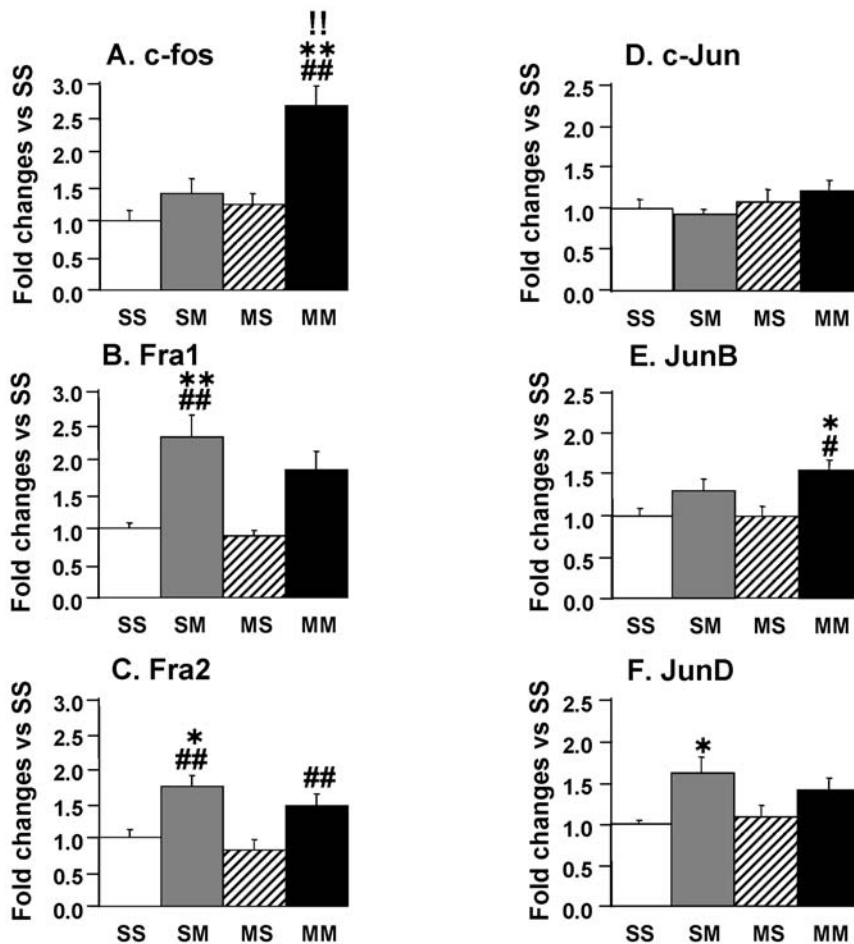 A. c-fos
!!
**
##
Fold changes vs SS
3.0
2.5
2.0
1.5
1.0
0.5
0.0
SS SM MS MM
B. Fra1
**
##
Fold changes vs SS
3.0
2.5
2.0
1.5
1.0
0.5
0.0
SS SM MS MM
C. Fra2
*
##
##
Fold changes vs SS
3.0
2.5
2.0
1.5
1.0
0.5
0.0
SS SM MS MM
D. c-Jun
Fold changes vs SS
2.5
2.0
1.5
1.0
0.5
0.0
SS SM MS MM
E. JunB
*
#
Fold changes vs SS
2.5
2.0
1.5
1.0
0.5
0.0
SS SM MS MM
F. JunD
*
Fold changes vs SS
2.5
2.0
1.5
1.0
0.5
0.0
SS SM MS MM